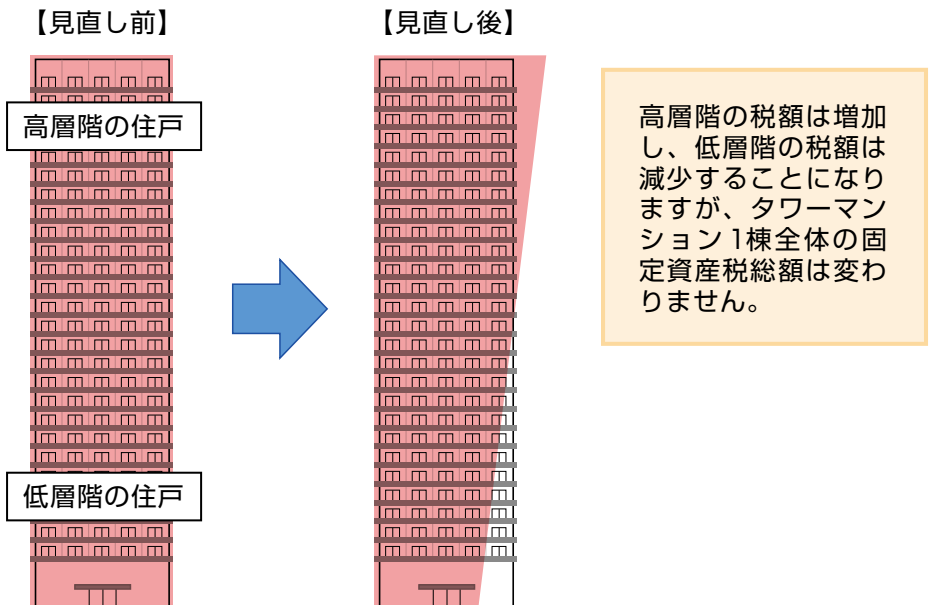 【見直し前】
【見直し後】
高層階の住戸
低層階の住戸
高層階の税額は増加
し、低層階の税額は
減少することになり
ますが、タワーマン
ション1棟全体の固
定資産税総額は変わ
りません。